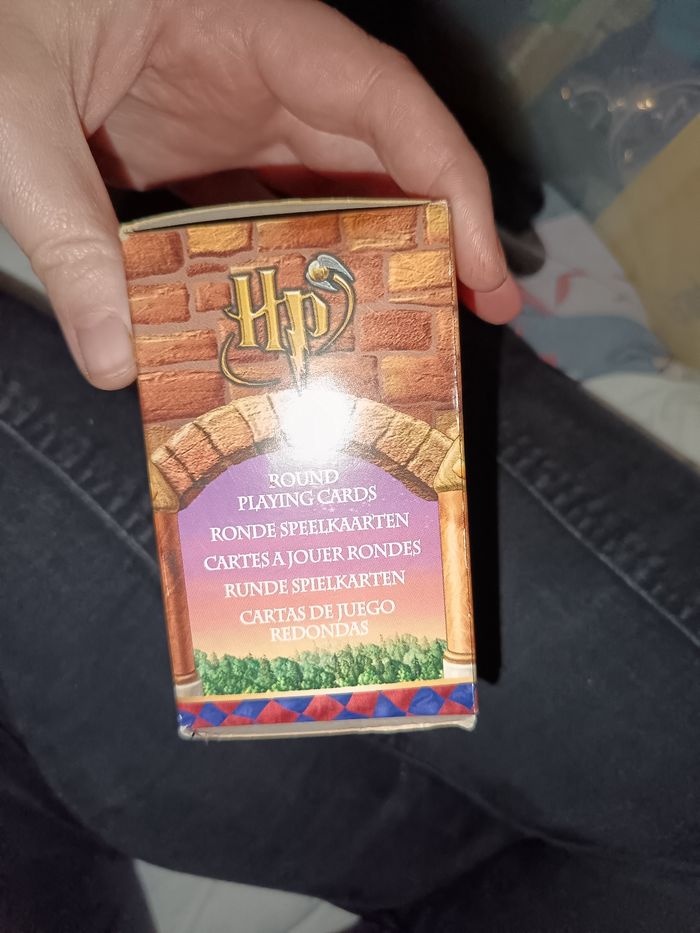 HP
ROUND
PLAYING CARDS
RONDE SPEELKAARTEN
CARTES A JOUER RONDES
RUNDE SPIELKARTEN
CARTAS DE JUEGO
REDONDAS